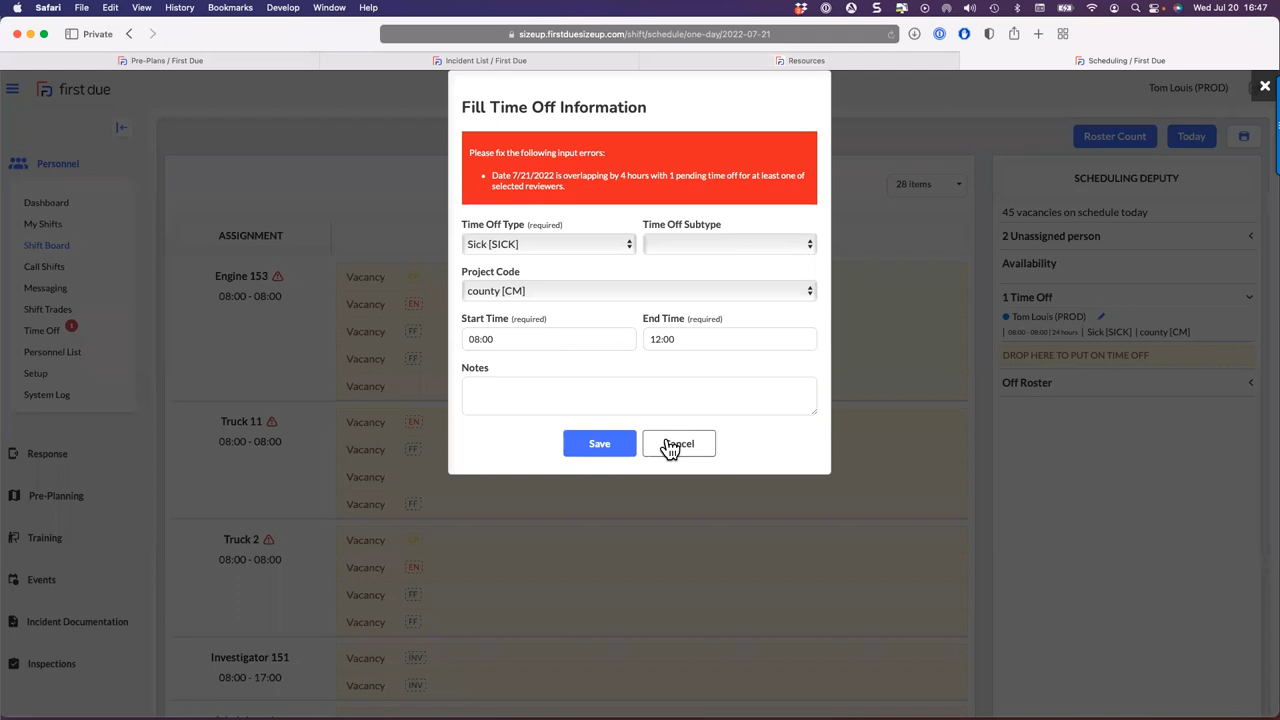 Safari File Edit View History Bookmarks Develop Window Help
Wed Jul 20 16:47
Private
sizeup.firstduesizeup.com/shift/schedule/one-day/2022-07-21
Pre-Plans / First Due
Incident List / First Due
Resources
Scheduling / First Due
first due
Tom Louis (PROD)
Personnel
Dashboard
My Shifts
Shift Board
Call Shifts
Messaging
Shift Trades
Time Off 1
Personnel List
Setup
System Log
Response
Pre-Planning
Training
Events
Incident Documentation
Inspections
ASSIGNMENT
Engine 153
08:00 - 08:00
Vacancy CP
Vacancy EN
Vacancy FF
Vacancy FF
Vacancy
Truck 11
08:00 - 08:00
Vacancy EN
Vacancy FF
Vacancy
Vacancy FF
Truck 2
08:00 - 08:00
Vacancy CP
Vacancy EN
Vacancy FF
Vacancy FF
Investigator 151
08:00 - 17:00
Vacancy INV
Vacancy INV
Fill Time Off Information
Please fix the following input errors:
Date 7/21/2022 is overlapping by 4 hours with 1 pending time off for at least one of
selected reviewers.
Time Off Type (required)
Time Off Subtype
Sick [SICK]
Project Code
county [CM]
Start Time (required)
End Time (required)
08:00
12:00
Notes
Save
28 items
Roster Count
Today
SCHEDULING DEPUTY
45 vacancies on schedule today
2 Unassigned person
Availability
1 Time Off
Tom Louis (PROD)
| 08:00 - 08:00 | 24 hours | Sick [SICK] | county [CM]
DROP HERE TO PUT ON TIME OFF
Off Roster